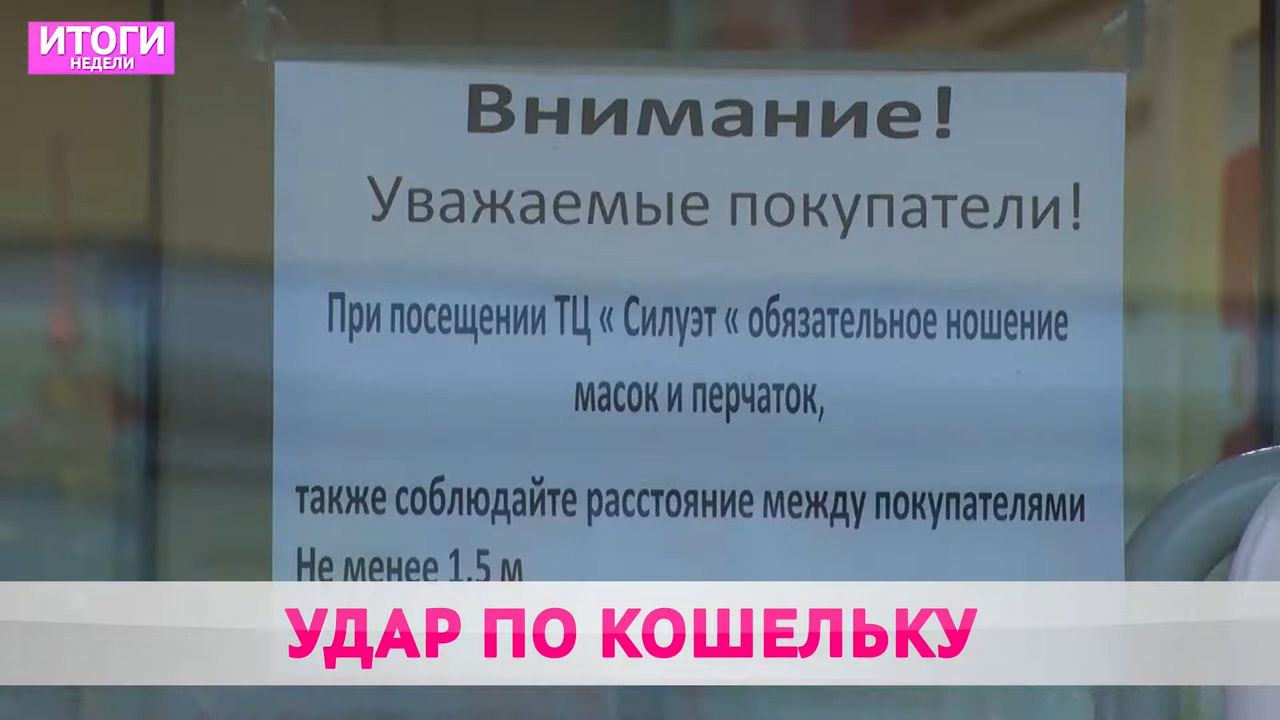 ИТОГИ
НЕДЕЛИ
Внимание!
Уважаемые покупатели!
При посещении ТЦ « Силуэт « обязательное ношение
масок и перчаток,
также соблюдайте расстояние между покупателями
Не менее 1,5 м
УДАР ПО КОШЕЛЬКУ